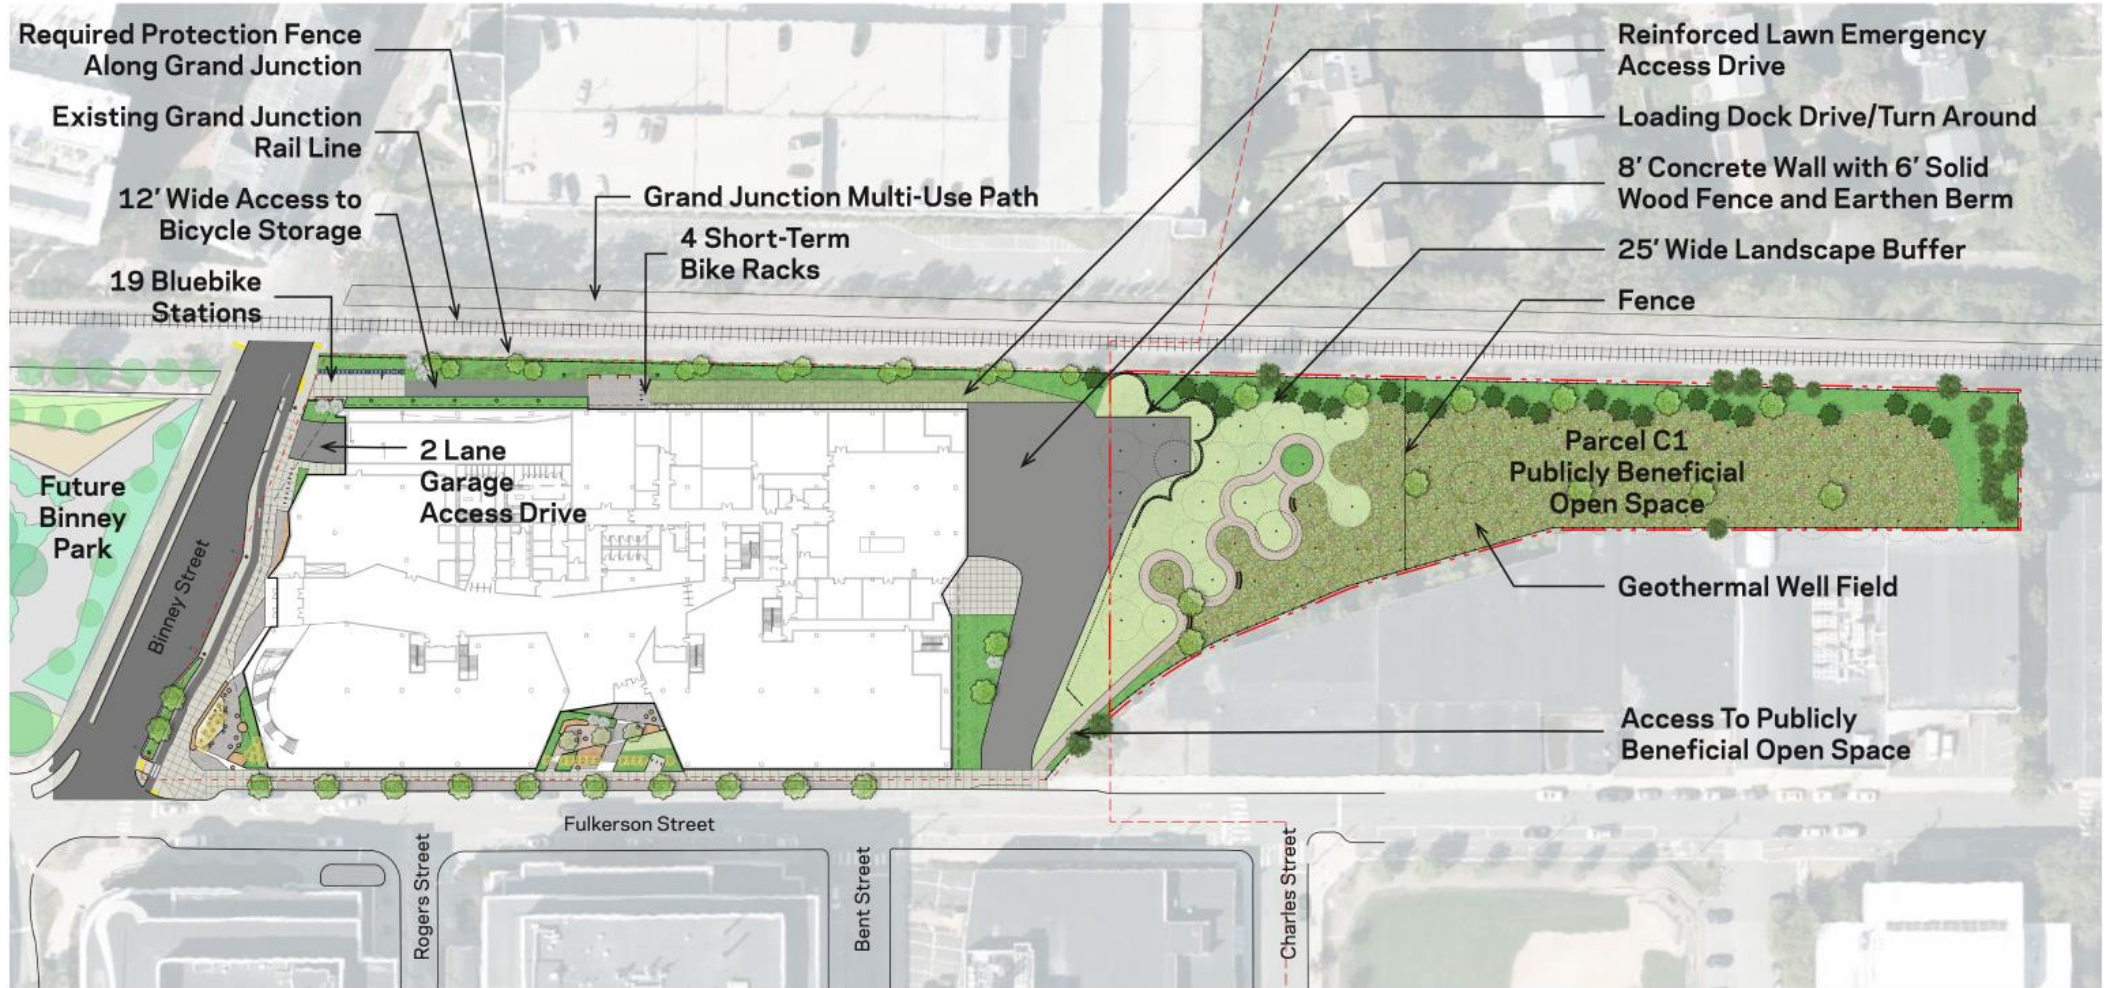 Required Protection Fence
Along Grand Junction
Existing Grand Junction
Rail Line
12' Wide Access to
Bicycle Storage
19 Bluebike
Stations
Grand Junction Multi-Use Path
4 Short-Term
Bike Racks
Reinforced Lawn Emergency
Access Drive
Loading Dock Drive/Turn Around
8' Concrete Wall with 6' Solid
Wood Fence and Earthen Berm
25' Wide Landscape Buffer
Fence
2 Lane
Garage
Access Drive
Future
Binney
Park
Binney Street
Parcel C1
Publicly Beneficial
Open Space
Geothermal Well Field
Access To Publicly
Beneficial Open Space
Fulkerson Street
Rogers Street
Bent Street
Charles Street